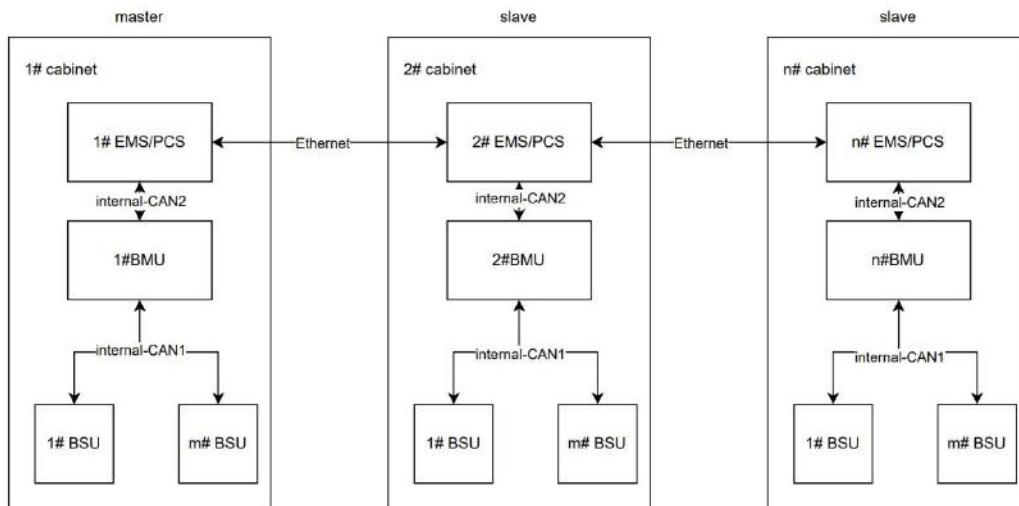 master
slave
slave
1# cabinet
2# cabinet
n# cabinet
1# EMS/PCS
Ethernet
2# EMS/PCS
Ethernet
n# EMS/PCS
internal-CAN2
internal-CAN2
internal-CAN2
1#BMU
2#BMU
n#BMU
internal-CAN1
internal-CAN1
internal-CAN1
1# BSU
m# BSU
1# BSU
m# BSU
1# BSU
m# BSU